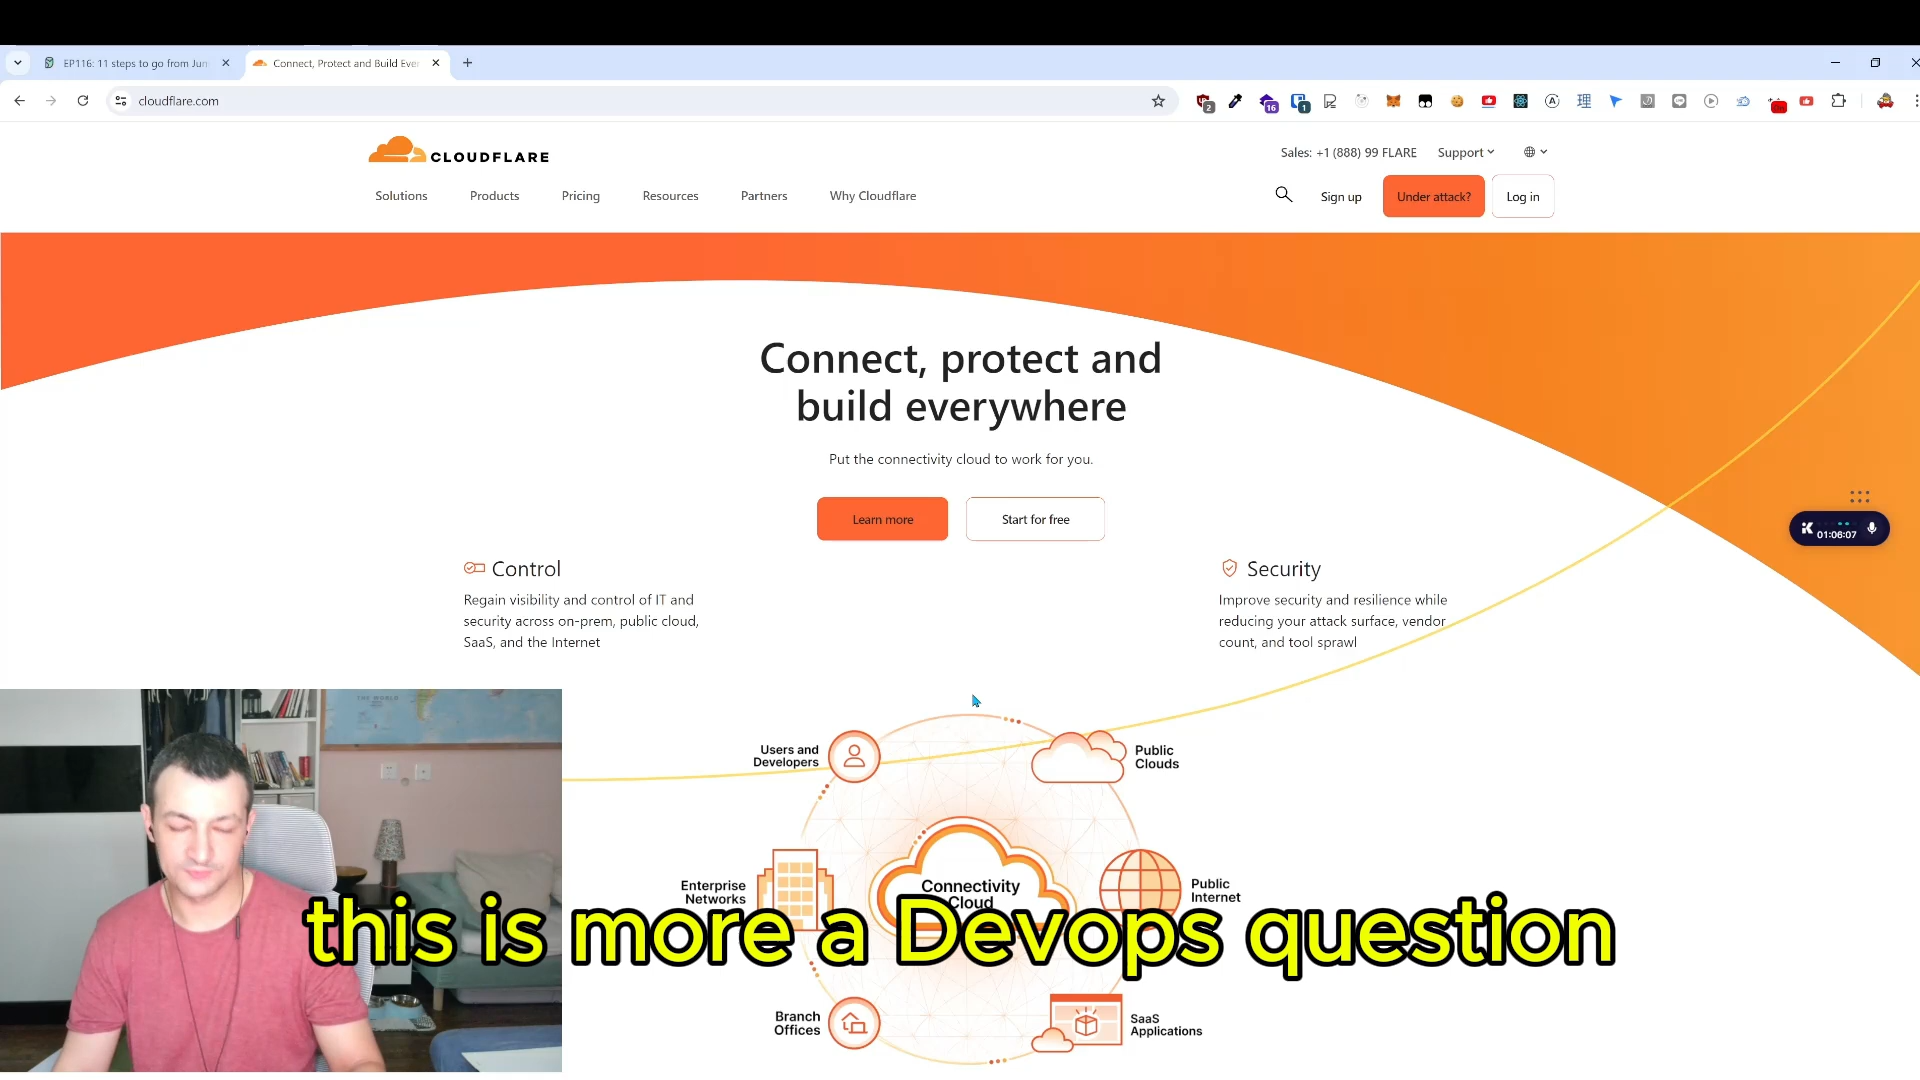 EP116: 11 steps to go from Jun
Connect, Protect and Build Ever
cloudflare.com
2
16
1
CLOUDFLARE
Sales: +1 (888) 99 FLARE
Support
Solutions
Products
Pricing
Resources
Partners
Why Cloudflare
Sign up
Under attack?
Log in
Connect, protect and
build everywhere
Put the connectivity cloud to work for you.
Learn more
Start for free
01:06:07
Control
Regain visibility and control of IT and
security across on-prem, public cloud,
SaaS, and the Internet
Security
Improve security and resilience while
reducing your attack surface, vendor
count, and tool sprawl
Users and
Developers
Public
Clouds
Enterprise
Networks
Connectivity
Cloud
Public
Internet
this is more a Devops question
Branch
Offices
SaaS
Applications